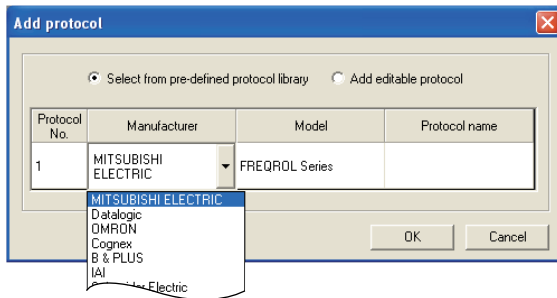 Add protocol
Select from pre-defined protocol library Add editable protocol
Protocol No. Manufacturer Model Protocol name
1 MITSUBISHI ELECTRIC FREQROL Series
MITSUBISHI ELECTRIC
Datalogic
OMRON
Cognex
B & PLUS
IAI
Electric
OK Cancel